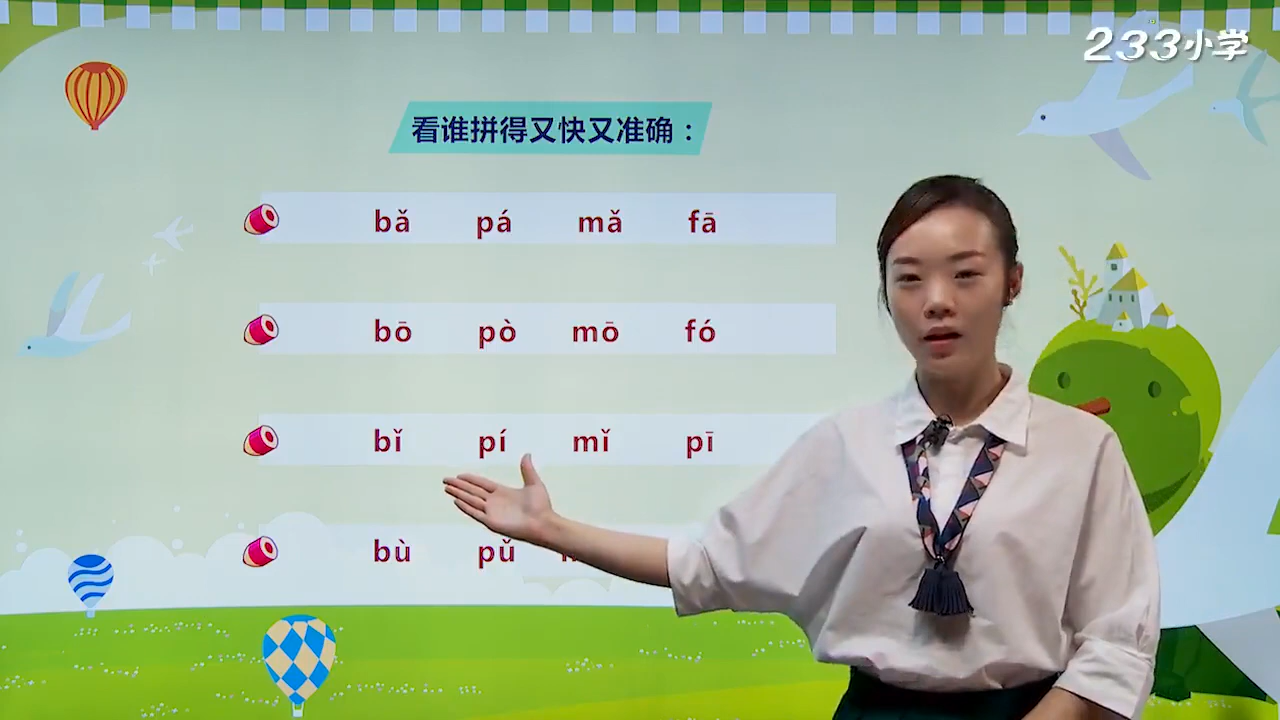 233小学
看谁拼得又快又准确：
bǎ pá mǎ fā
bō pò mō fó
bǐ pí mǐ pī
bù pǔ